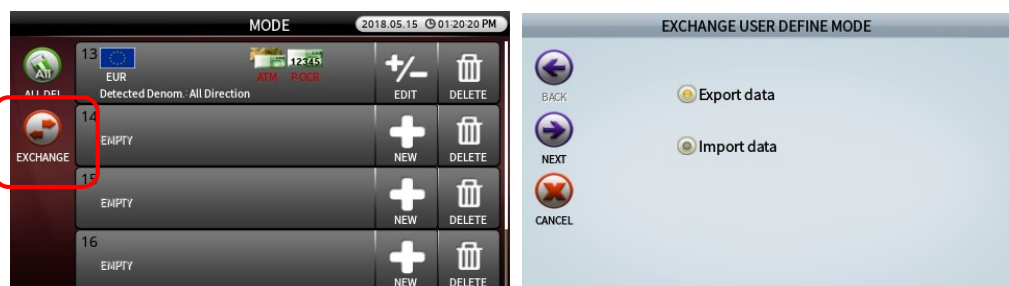 MODE
2018.05.15 01:20:20 PM
All
ALL DEL
EXCHANGE
13
EUR
12345
ATM P-OCR
Detected Denom.: All Direction
+/-
EDIT
DELETE
14
EMPTY
NEW
DELETE
15
EMPTY
NEW
DELETE
16
EMPTY
NEW
DELETE
EXCHANGE USER DEFINE MODE
BACK
NEXT
CANCEL
Export data
Import data